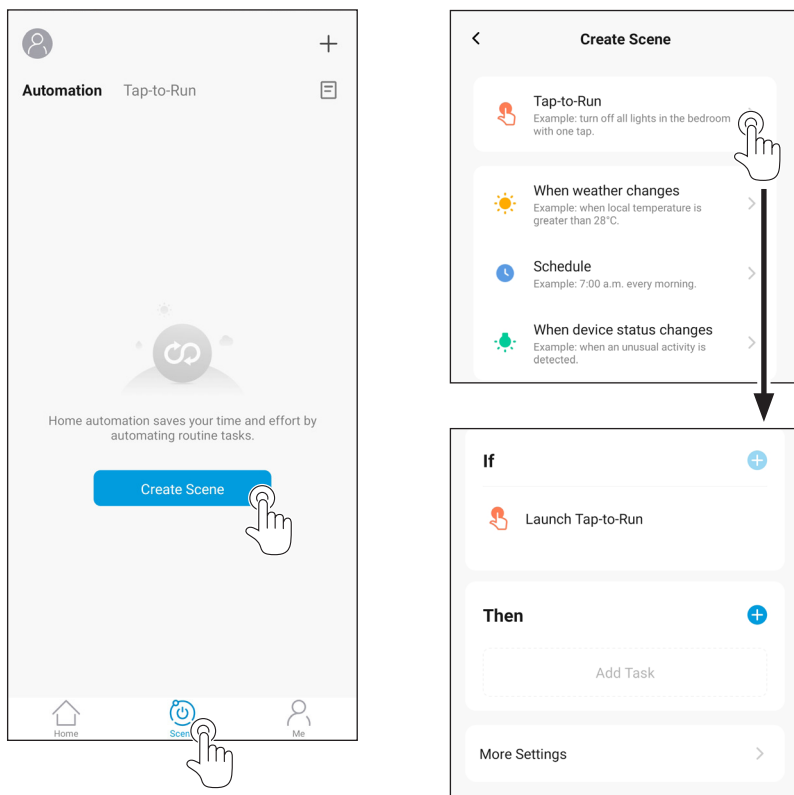 Automation Tap-to-Run
Home automation saves your time and effort by
automating routine tasks.
Create Scene
Home
Scen
Me
Create Scene
Tap-to-Run
Example: turn off all lights in the bedroom
with one tap.
When weather changes
Example: when local temperature is
greater than 28°C.
Schedule
Example: 7:00 a.m. every morning.
When device status changes
Example: when an unusual activity is
detected.
If
Launch Tap-to-Run
Then
Add Task
More Settings